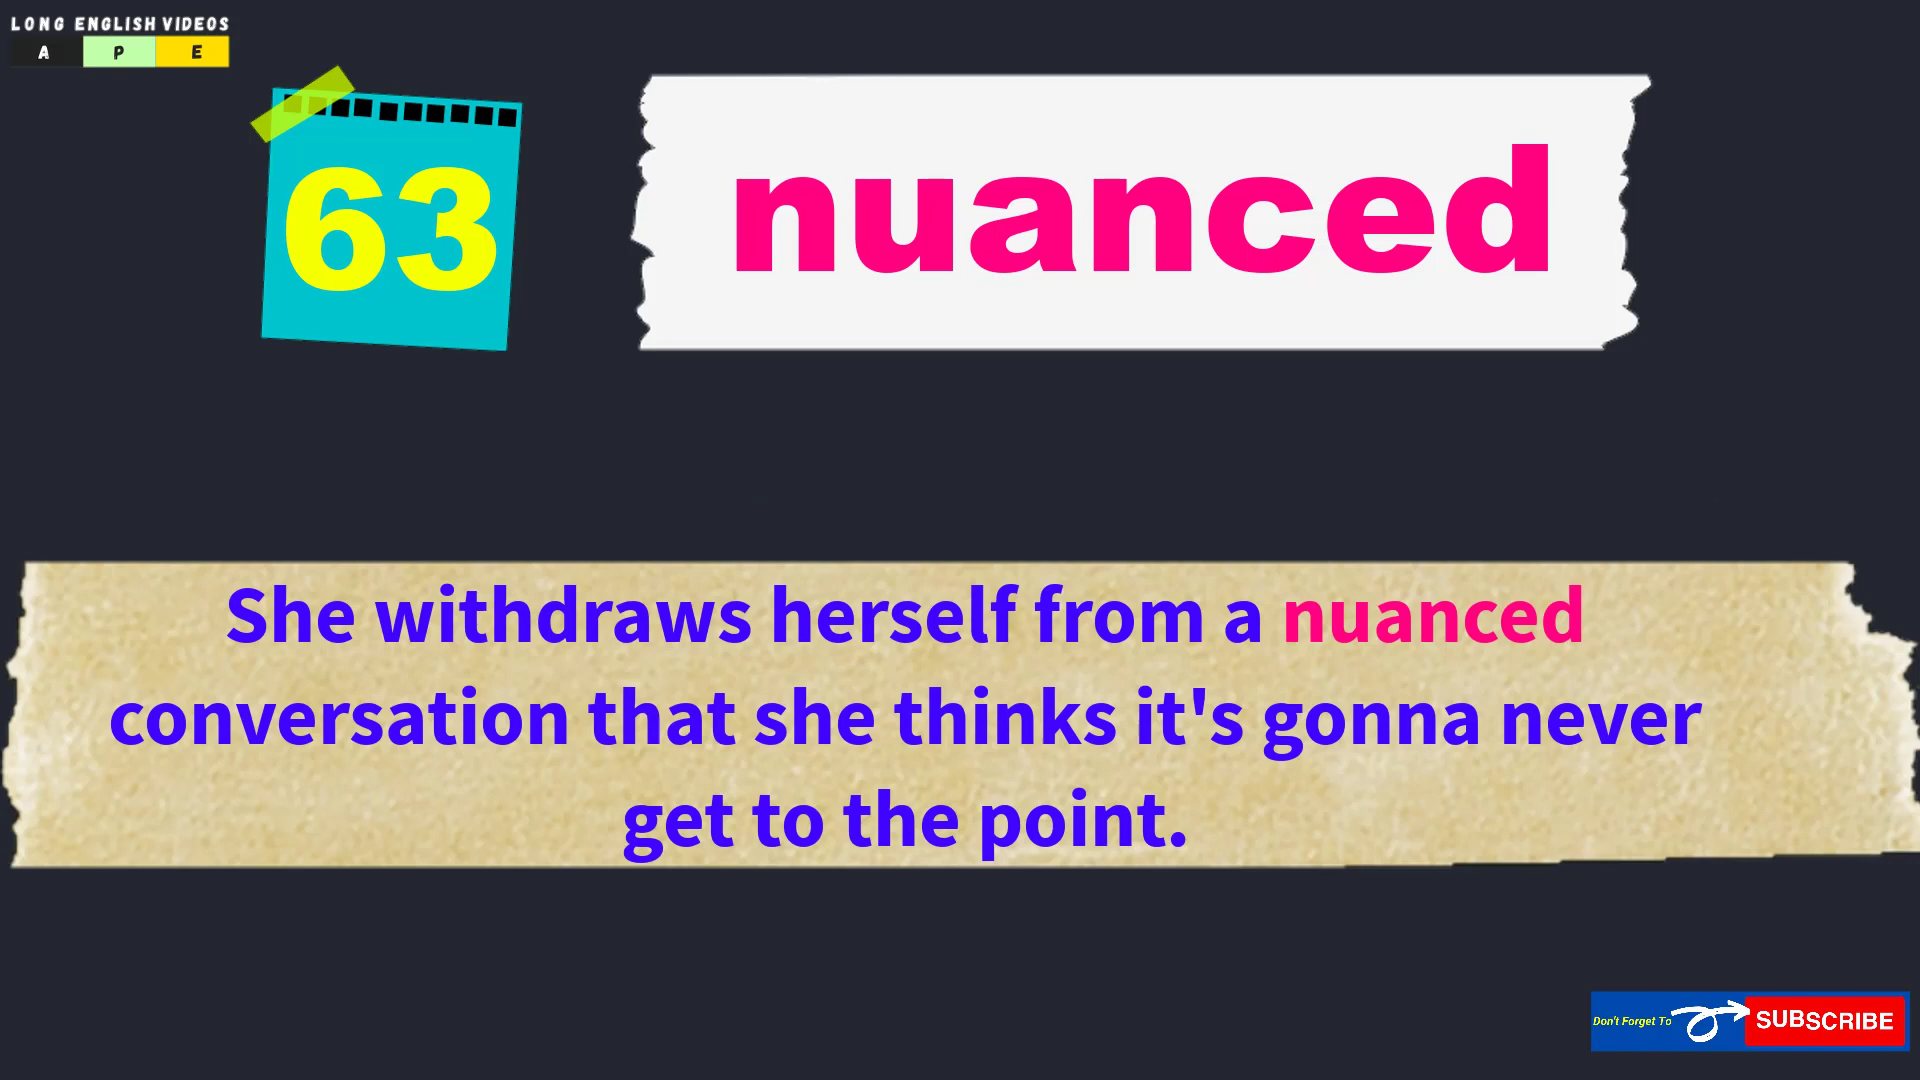 LONG ENGLISH VIDEOS
A P E
63
nuanced
She withdraws herself from a nuanced
conversation that she thinks it's gonna never
get to the point.
Don't Forget To SUBSCRIBE